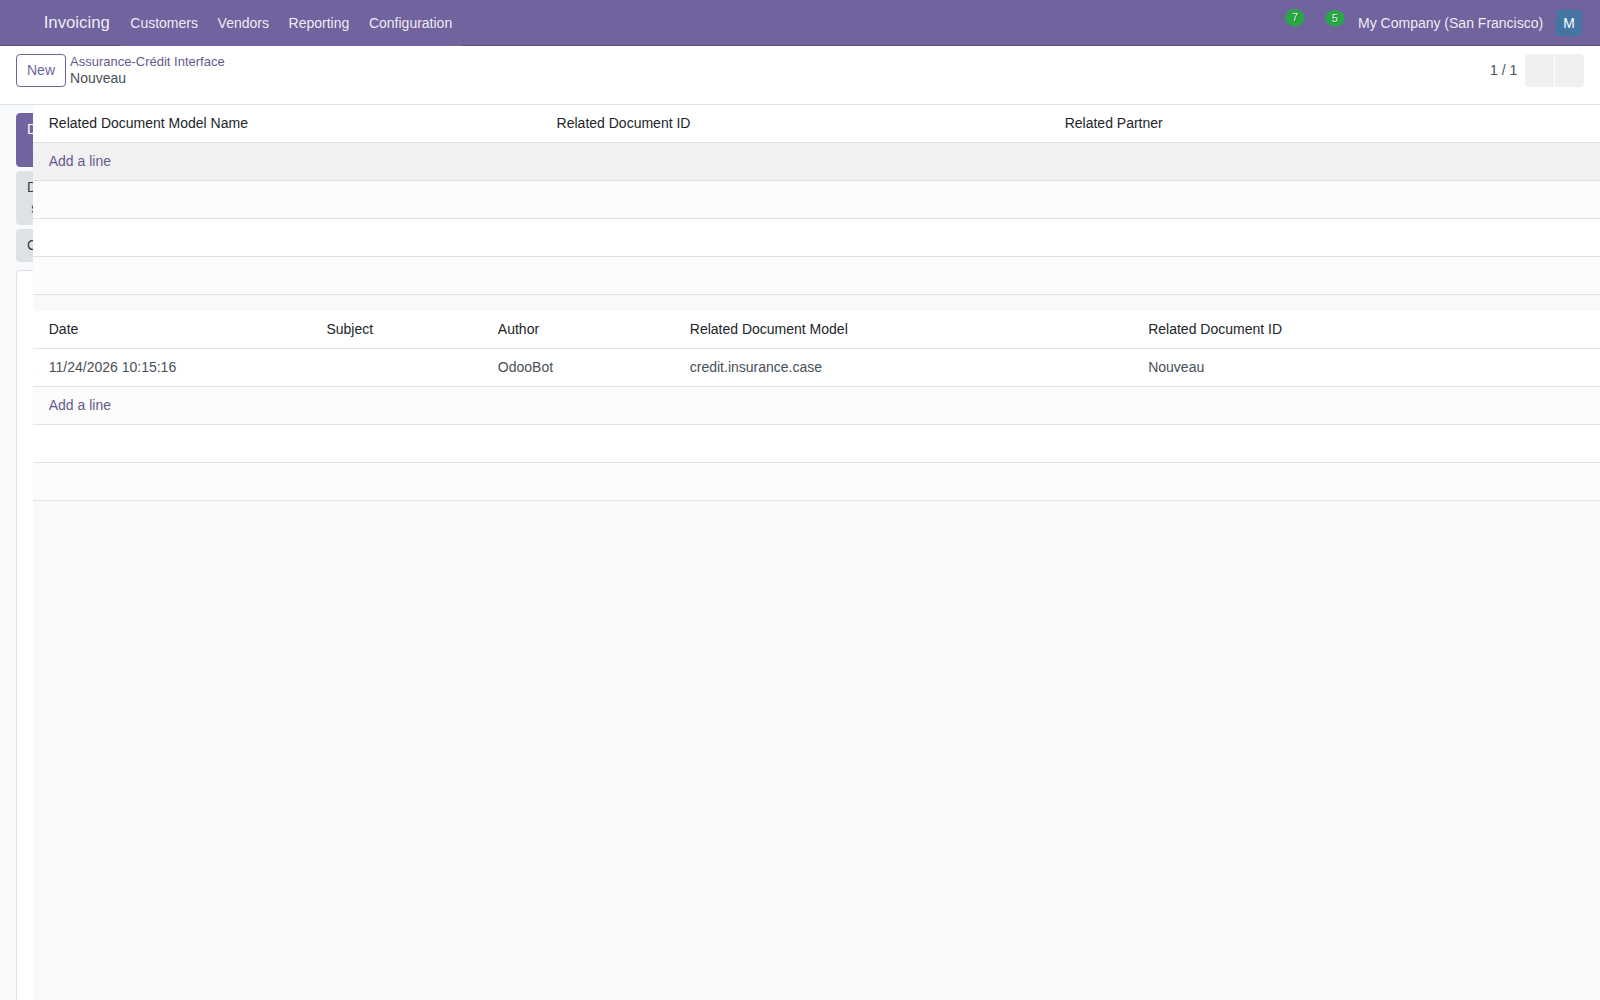 Invoicing Customers Vendors Reporting Configuration 7 5 My Company (San Francisco) M
New Assurance-Crédit Interface
Nouveau
1 / 1
Related Document Model Name Related Document ID Related Partner
Add a line
Date Subject Author Related Document Model Related Document ID
11/24/2026 10:15:16 OdooBot credit.insurance.case Nouveau
Add a line